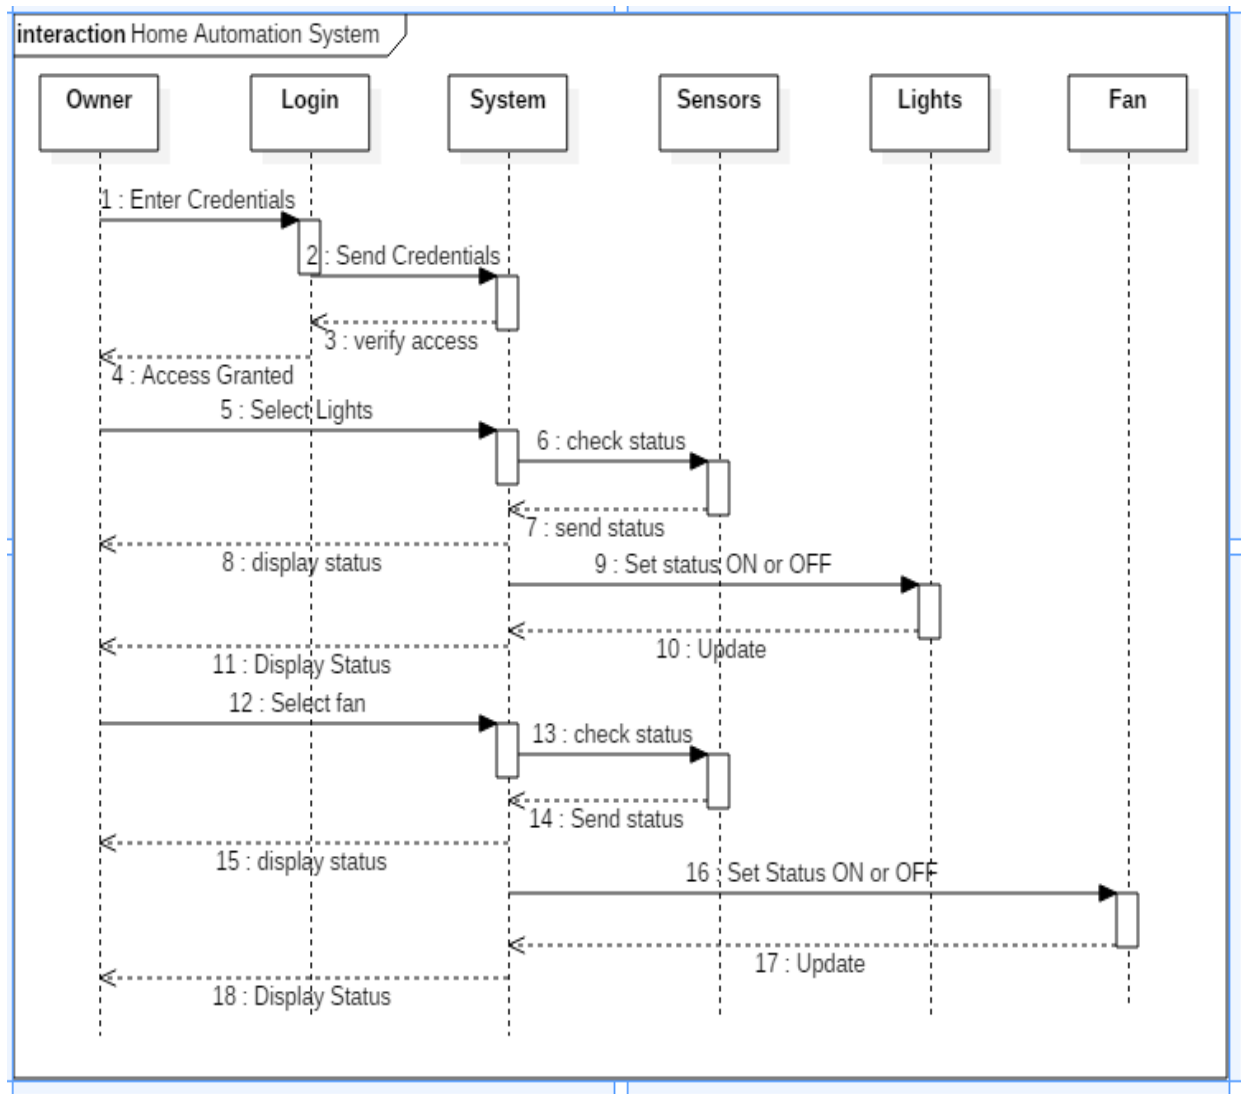 interaction Home Automation System
Owner
Login
System
Sensors
Lights
Fan
1 : Enter Credentials
2 : Send Credentials
3 : verify access
4 : Access Granted
5 : Select Lights
6 : check status
7 : send status
8 : display status
9 : Set status ON or OFF
10 : Update
11 : Display Status
12 : Select fan
13 : check status
14 : Send status
15 : display status
16 : Set Status ON or OFF
17 : Update
18 : Display Status